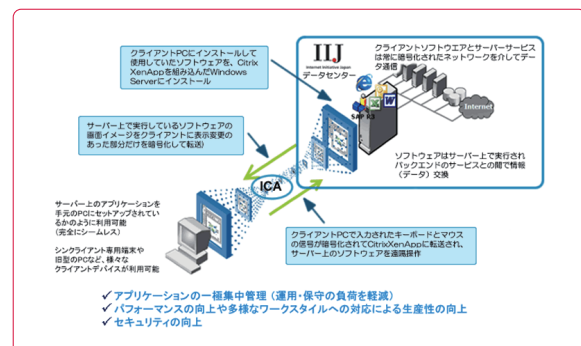 クライアントPCにインストールして
使用していたソフトウェアを、Citrix
XenAppを組み込んだWindows
Serverにインストール
IIJ
Internet Initiative Japan
データセンター
クライアントソフトウエアとサーバーサービス
は常に暗号化されたネットワークを介してデー
タ通信
サーバー上で実行しているソフトウェアの
画面イメージをクライアントに表示変更の
あった部分だけを暗号化して転送)
SAP R3
Internet
ソフトウェアはサーバー上で実行され
バックエンドのサービスとの間で情報
(データ)交換
ICA
サーバー上のアプリケーションを
手元のPCにセットアップされている
かのように利用可能
(完全にシームレス)
シンクライアント専用端末や
旧型のPCなど、様々な
クライアントデバイスが利用可能
クライアントPCで入力されたキーボードとマウス
の信号が暗号化されてCitrixXenAppに転送され、
サーバー上のソフトウェアを遠隔操作
✓アプリケーションの一極集中管理(運用・保守の負荷を軽減)
✓パフォーマンスの向上や多様なワークスタイルへの対応による生産性の向上
✓セキュリティの向上